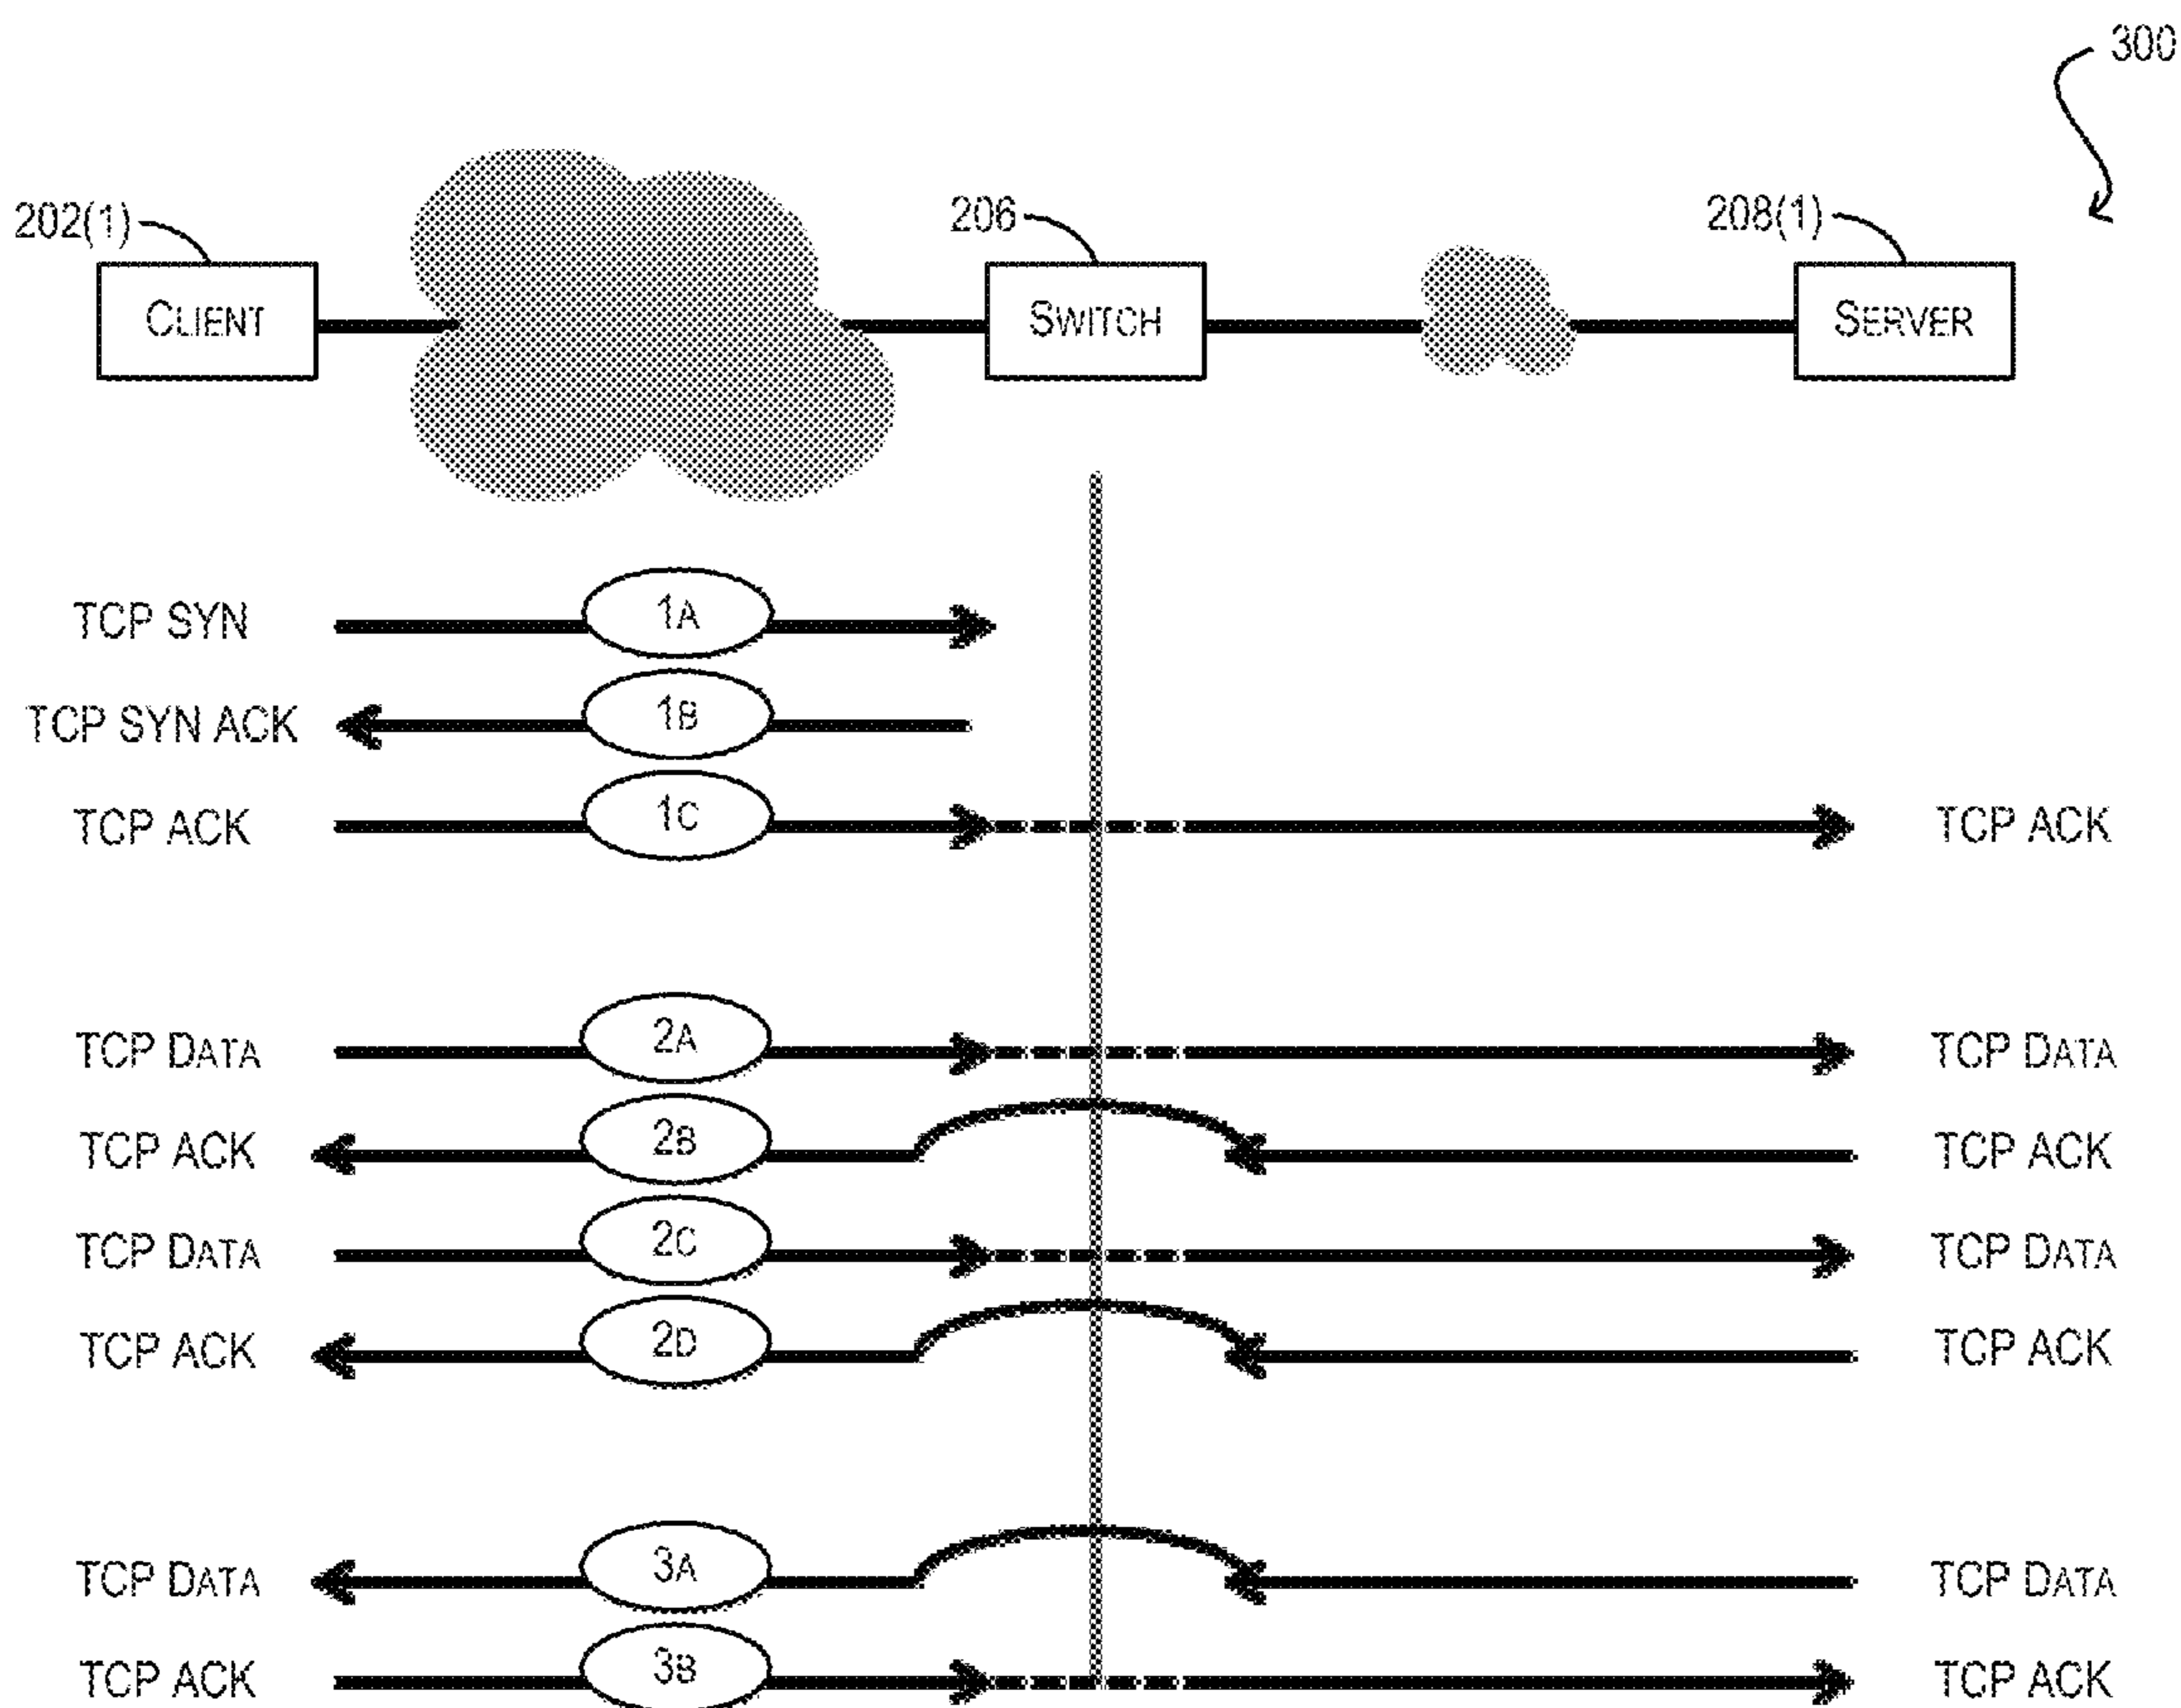 300
202(1)
206
208(1)
CLIENT
SWITCH
SERVER
TCP SYN 1A
TCP SYN ACK 1B
TCP ACK 1C TCP ACK
TCP DATA 2A TCP DATA
TCP ACK 2B TCP ACK
TCP DATA 2C TCP DATA
TCP ACK 2D TCP ACK
TCP DATA 3A TCP DATA
TCP ACK 3B TCP ACK